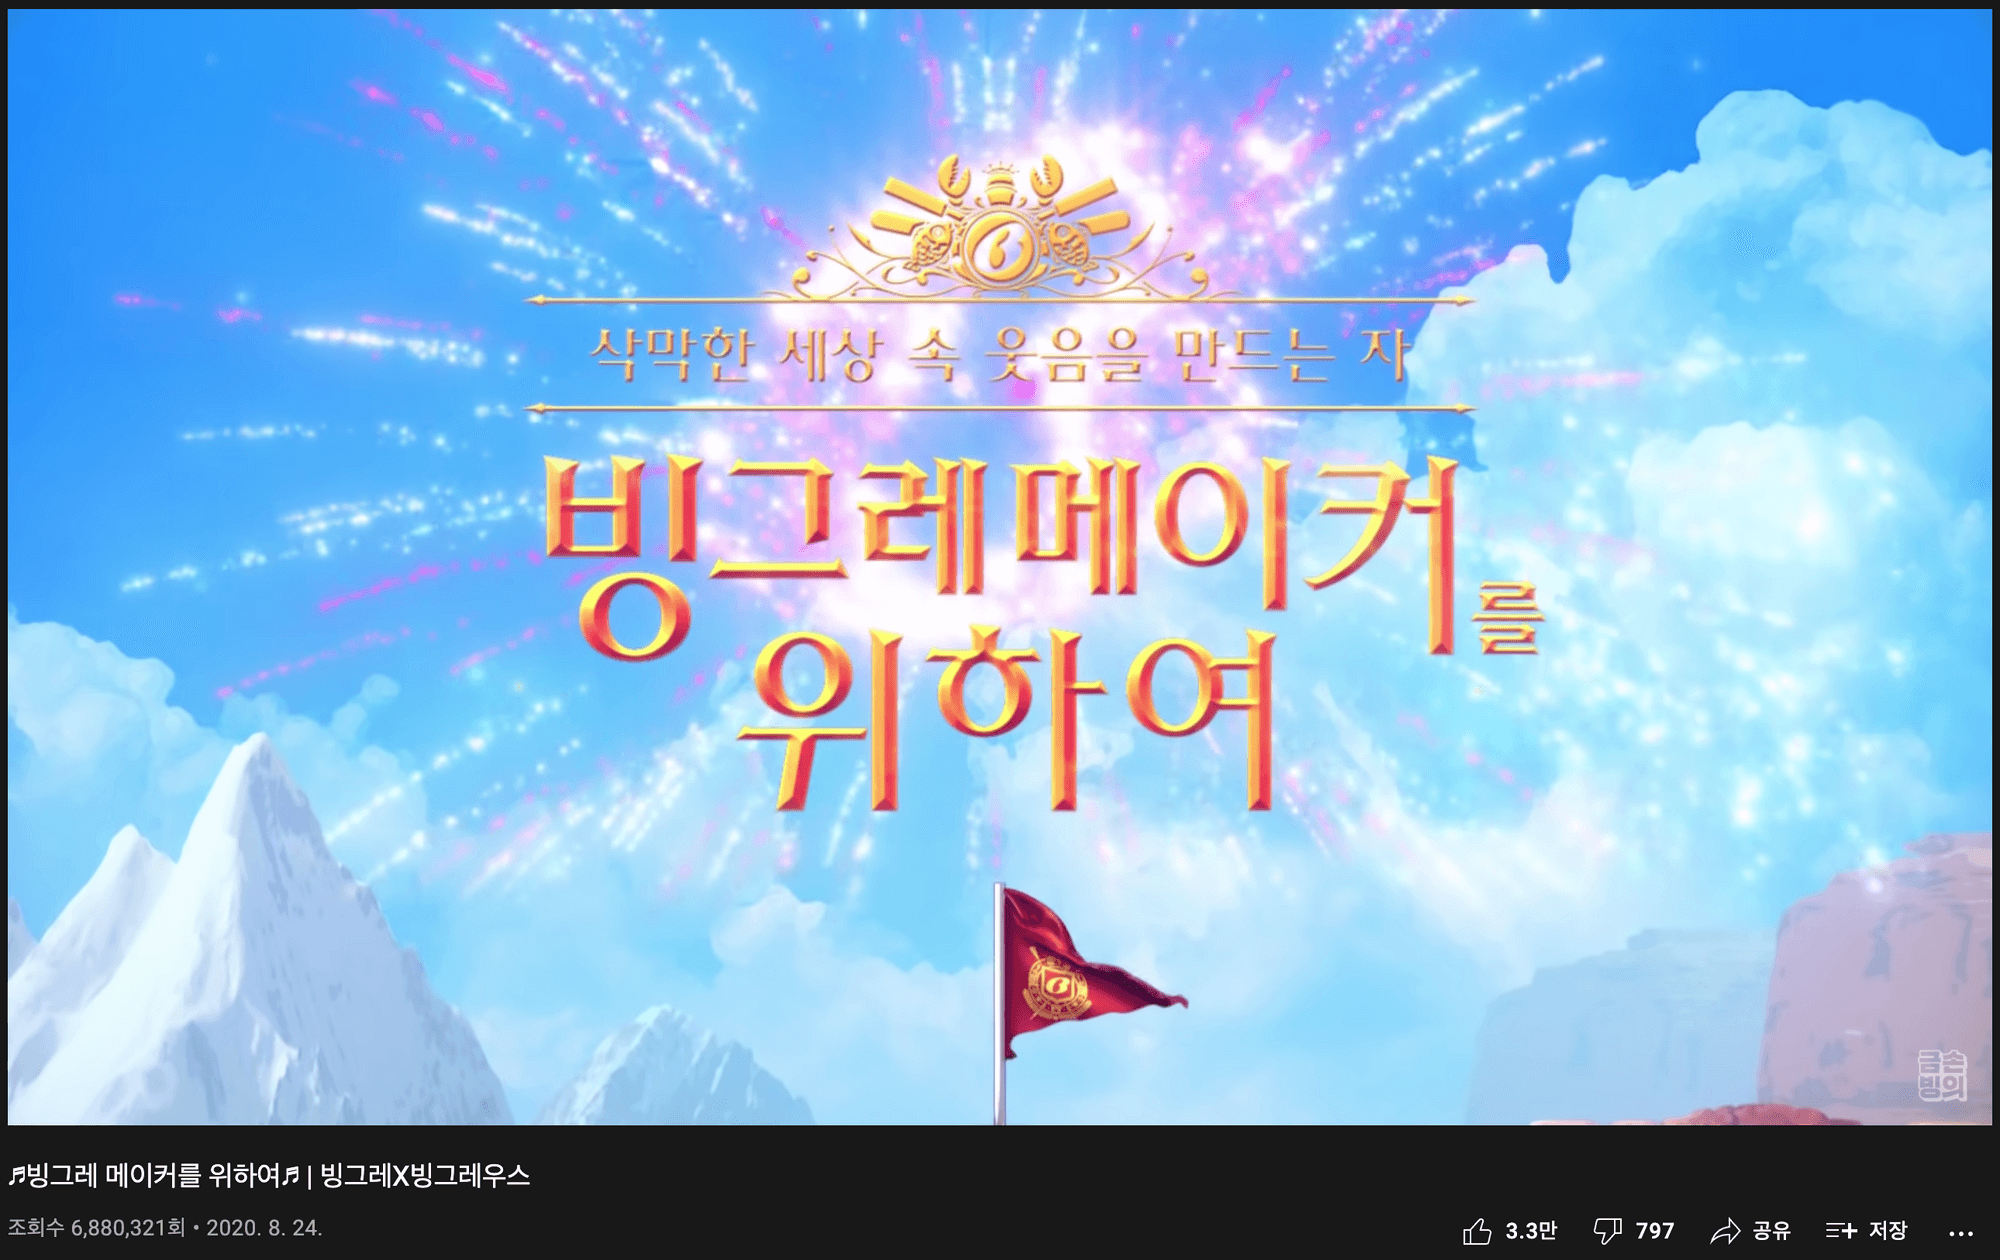 삭막한 세상 속 웃음을 만드는 자
빙그레 메이커를
위하여
금손
빙의
♬빙그레 메이커를 위하여♬ | 빙그레X빙그레우스
조회수 6,880,321회 • 2020. 8. 24.
3.3만 797 공유 저장 ...